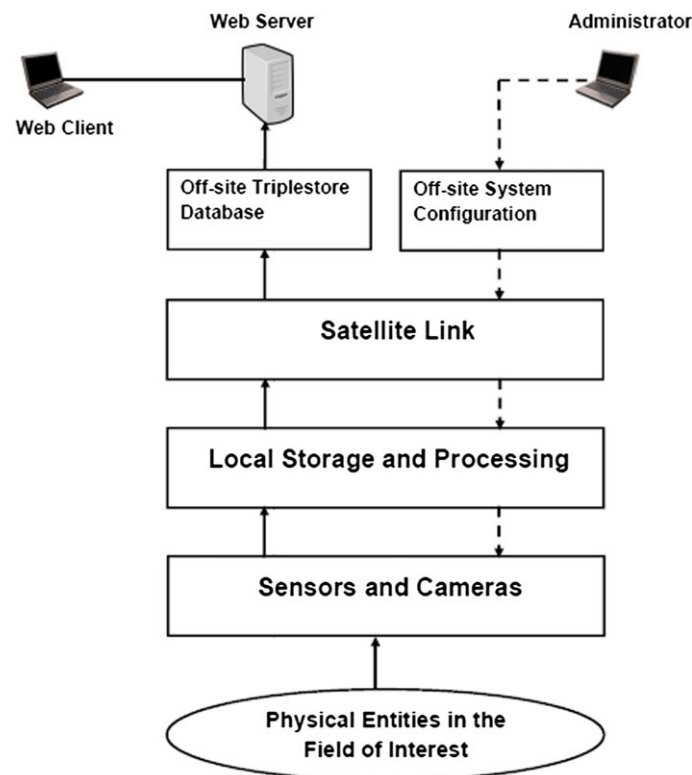 Web Server
Administrator
Web Client
Off-site Triplestore
Database
Off-site System
Configuration
Satellite Link
Local Storage and Processing
Sensors and Cameras
Physical Entities in the
Field of Interest